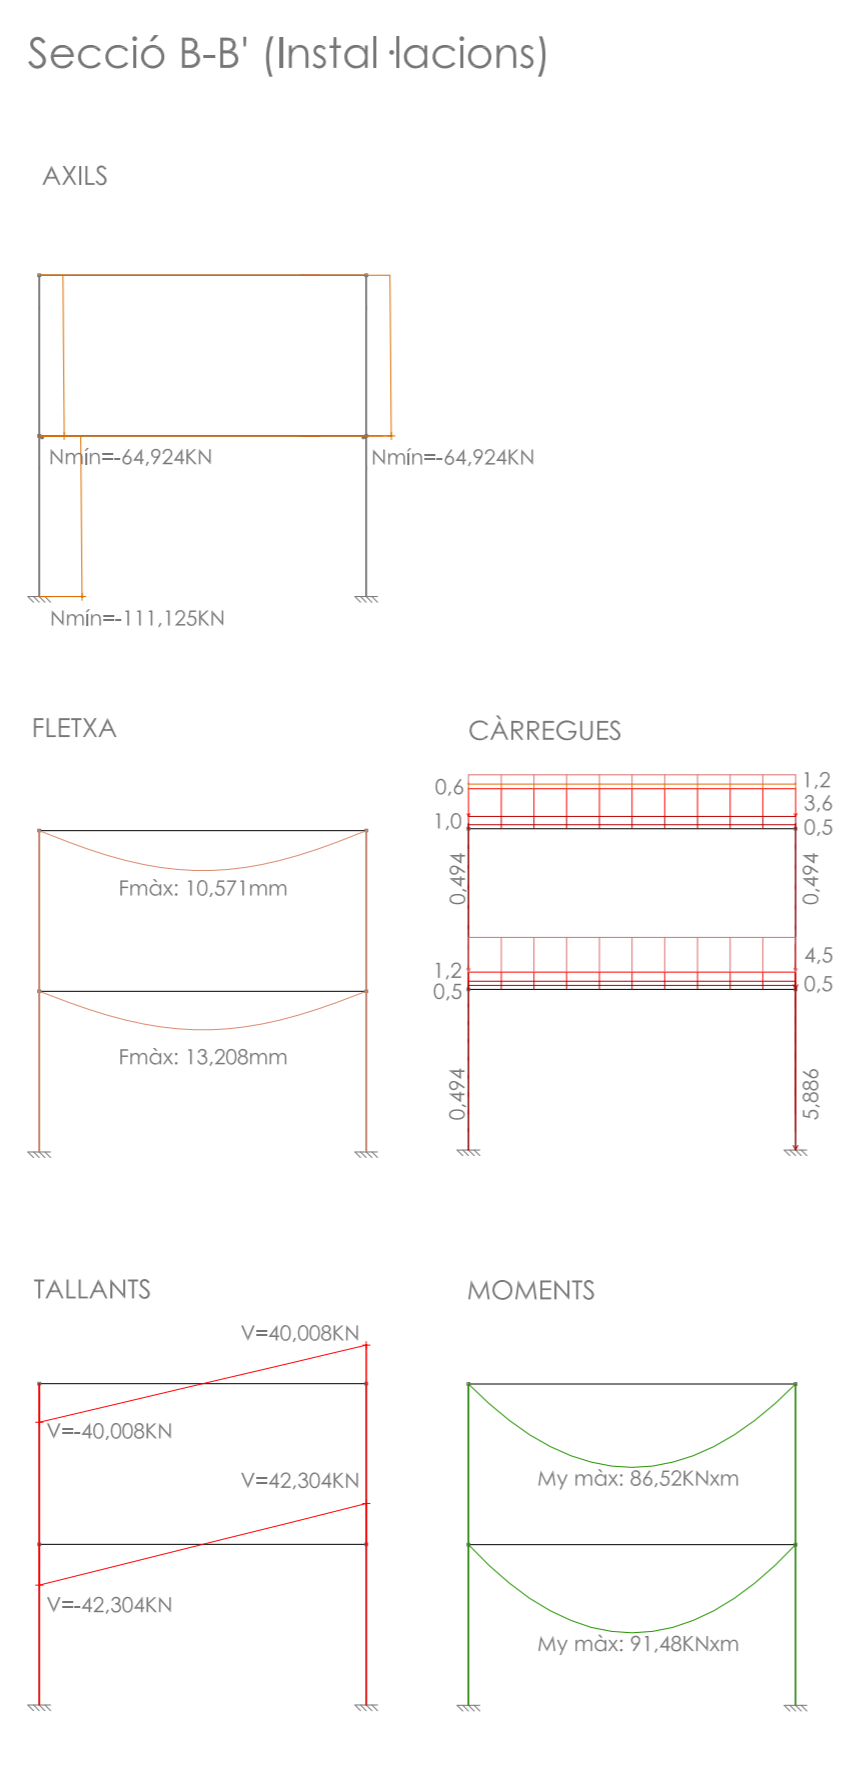 Secció B-B' (Instal·lacions)
AXILS
Nmín=-64,924KN
Nmín=-64,924KN
Nmín=-111,125KN
FLETXA
Fmàx: 10,571mm
Fmàx: 13,208mm
CÀRREGUES
0,6
1,2
3,6
1,0
0,5
0,494
0,494
4,5
1,2
0,5
0,5
0,494
5,886
TALLANTS
V=40,008KN
V=-40,008KN
V=42,304KN
V=-42,304KN
MOMENTS
My màx: 86,52KNxm
My màx: 91,48KNxm